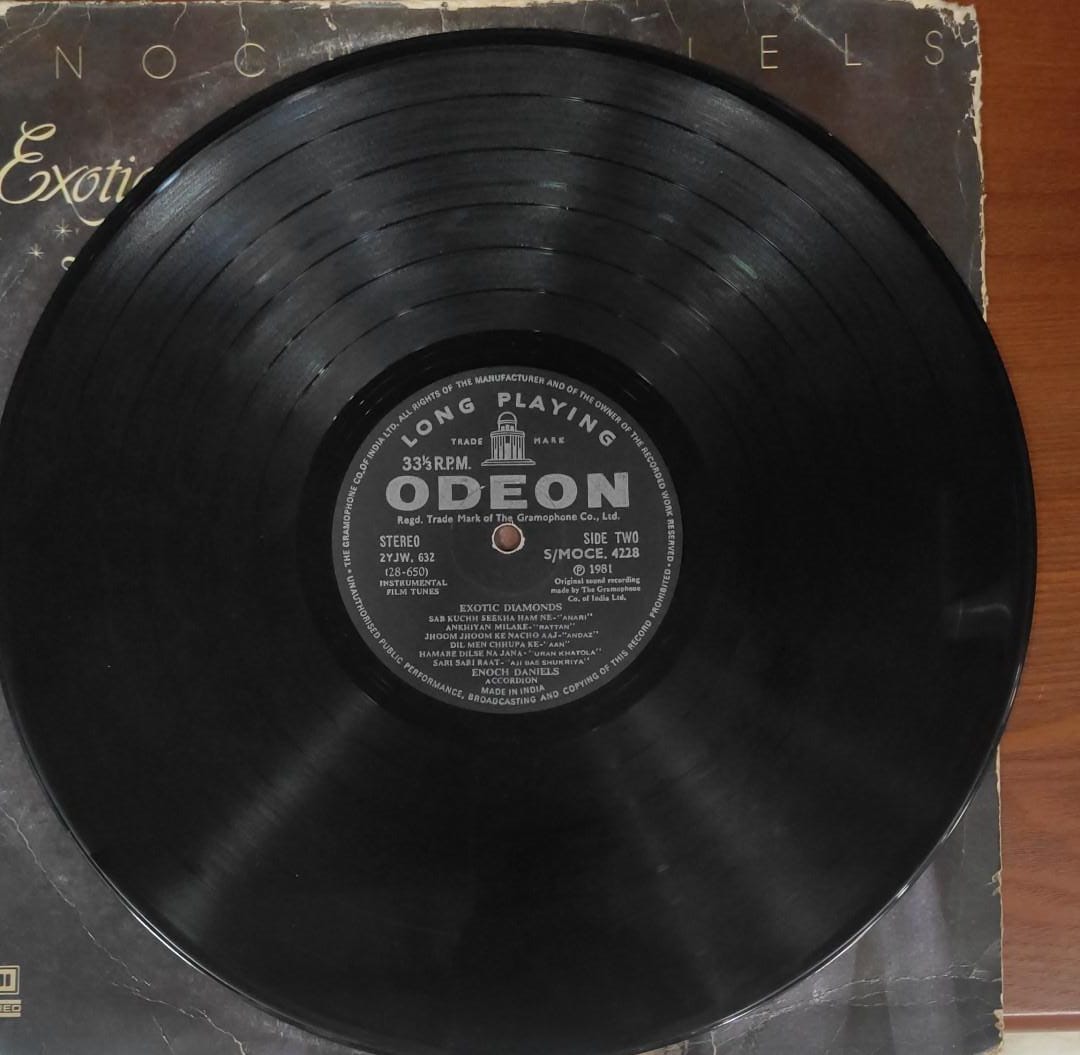 NOC IELS
Exotic
UNAUTHORISED PUBLIC PERFORMANCE, BROADCASTING AND COPYING OF THIS RECORD PROHIBITED • THE GRAMOPHONE CO. OF INDIA LTD. ALL RIGHTS OF THE MANUFACTURER AND OF THE OWNER OF THE RECORDED WORK RESERVED •
LONG PLAYING
TRADE MARK
33⅓ R.P.M.
ODEON
Regd. Trade Mark of The Gramophone Co., Ltd.
STEREO SIDE TWO
2YJW. 632 S/MOCE. 4228
(28-650) ℗ 1981
INSTRUMENTAL
FILM TUNES
Original sound recording
made by The Gramophone
Co. of India Ltd.
EXOTIC DIAMONDS
SAB KUCHH SEEKHA HAM NE-"ANARI"
ANKHIYAN MILAKE-"RATTAN"
JHOOM JHOOM KE NACHO AAJ-"ANDAZ"
DIL MEN CHHUPA KE-"AAN"
HAMARE DILSE NA JANA-"URAN KHATOLA"
SARI SARI RAAT-"AJI BAS SHUKRIYA"
ENOCH DANIELS
ACCORDION
MADE IN INDIA